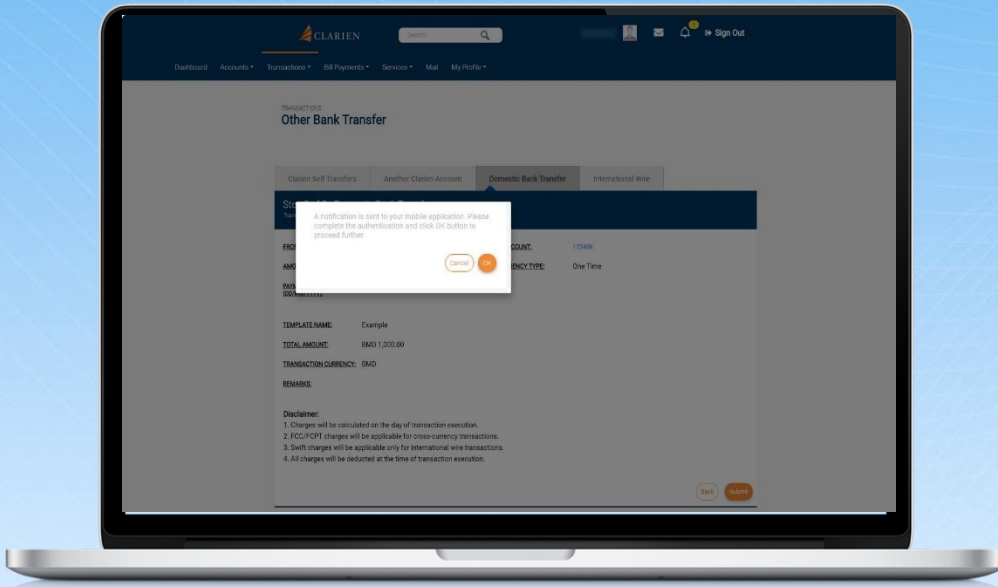 CLARIEN
Search
1
Sign Out
Dashboard Accounts Transactions Bill Payments Services Mail My Profile
TRANSACTIONS
Other Bank Transfer
Clarien Self Transfers Another Clarien Account Domestic Bank Transfer International Wire
A notification is sent to your mobile application. Please
complete the authentication and click OK button to
proceed further.
Cancel OK
123456
One Time
TEMPLATE NAME: Example
TOTAL AMOUNT: BMD 1,000.00
TRANSACTION CURRENCY: BMD
REMARKS:
Disclaimer:
1. Charges will be calculated on the day of transaction execution.
2. FCC/FCPT charges will be applicable for cross-currency transactions.
3. Swift charges will be applicable only for international wire transactions.
4. All charges will be deducted at the time of transaction execution.
Back Submit